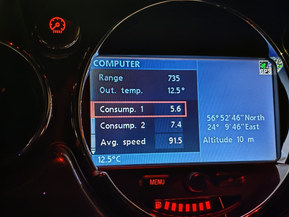 COMPUTER
Range 735
Out. temp. 12.5°
Consump. 1 5.6
Consump. 2 7.4
Avg. speed 91.5
56° 52'46" North
24° 9'46" East
Altitude 10 m
12.5°C
MENU